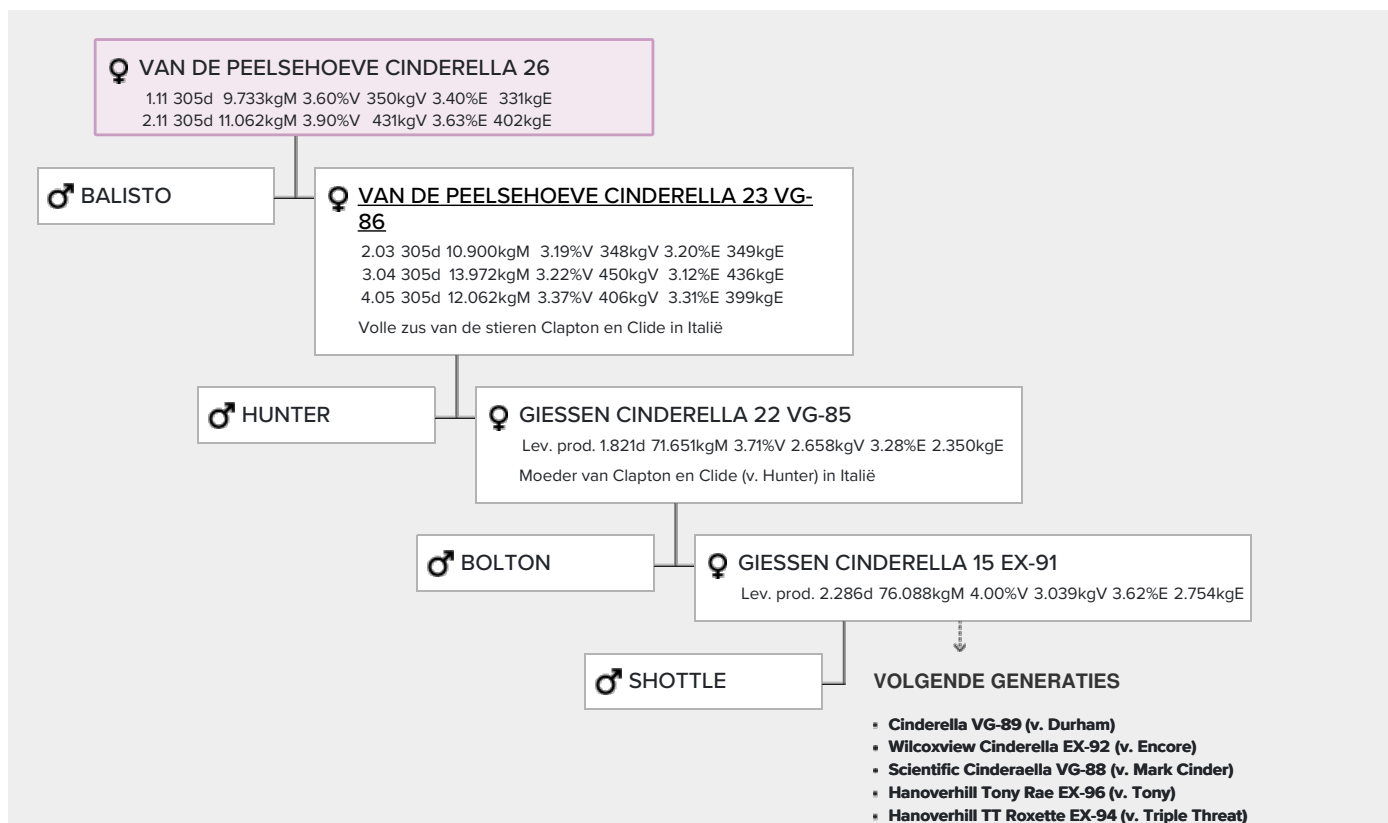 VAN DE PEELSEHOEVE CINDERELLA 26
1.11 305d 9.733kgM 3.60%V 350kgV 3.40%E 331kgE
2.11 305d 11.062kgM 3.90%V 431kgV 3.63%E 402kgE
BALISTO
VAN DE PEELSEHOEVE CINDERELLA 23 VG-
86
2.03 305d 10.900kgM 3.19%V 348kgV 3.20%E 349kgE
3.04 305d 13.972kgM 3.22%V 450kgV 3.12%E 436kgE
4.05 305d 12.062kgM 3.37%V 406kgV 3.31%E 399kgE
Volle zus van de stieren Clapton en Clide in Italië
HUNTER
GIESSEN CINDERELLA 22 VG-85
Lev. prod. 1.821d 71.651kgM 3.71%V 2.658kgV 3.28%E 2.350kgE
Moeder van Clapton en Clide (v. Hunter) in Italië
BOLTON
GIESSEN CINDERELLA 15 EX-91
Lev. prod. 2.286d 76.088kgM 4.00%V 3.039kgV 3.62%E 2.754kgE
SHOTTLE
VOLGENDE GENERATIES
Cinderella VG-89 (v. Durham)
Wilcoxview Cinderella EX-92 (v. Encore)
Scientific Cinderaella VG-88 (v. Mark Cinder)
Hanoverhill Tony Rae EX-96 (v. Tony)
Hanoverhill TT Roxette EX-94 (v. Triple Threat)